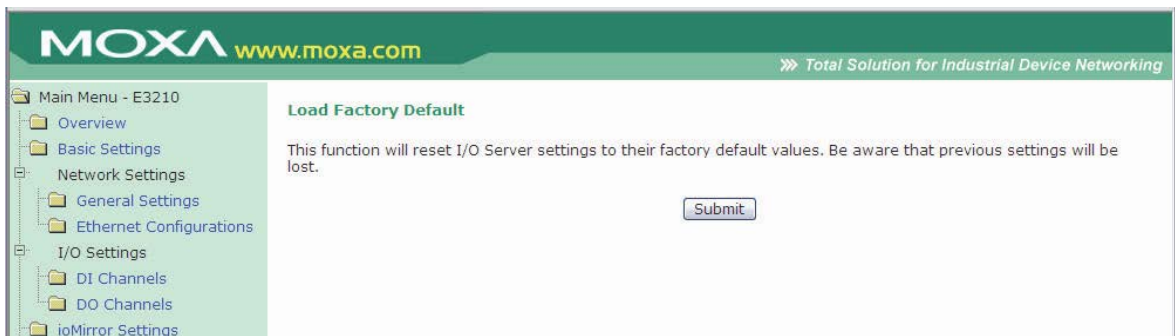 MOXA www.moxa.com
Total Solution for Industrial Device Networking
Main Menu - E3210
Overview
Basic Settings
Network Settings
General Settings
Ethernet Configurations
I/O Settings
DI Channels
DO Channels
ioMirror Settings
Load Factory Default
This function will reset I/O Server settings to their factory default values. Be aware that previous settings will be
lost.
Submit